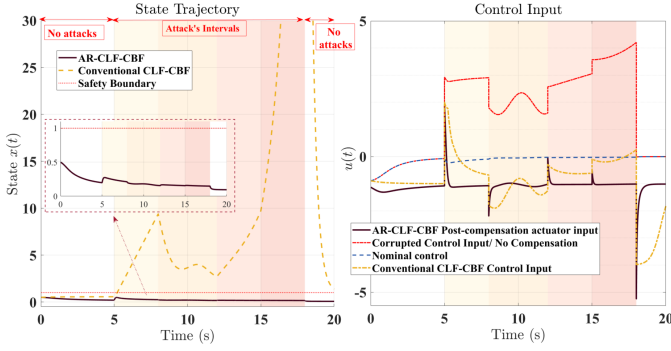 State Trajectory
No attacks
Attack's Intervals
No
attacks
AR-CLF-CBF
Conventional CLF-CBF
Safety Boundary
30
25
20
15
10
5
0
1
0.5
0
0
5
10
15
20
State x(t)
0
5
10
15
20
Time (s)
Control Input
5
0
-5
u(t)
AR-CLF-CBF Post-compensation actuator input
Corrupted Control Input/ No Compensation
Nominal control
Conventional CLF-CBF Control Input
0
5
10
15
20
Time (s)